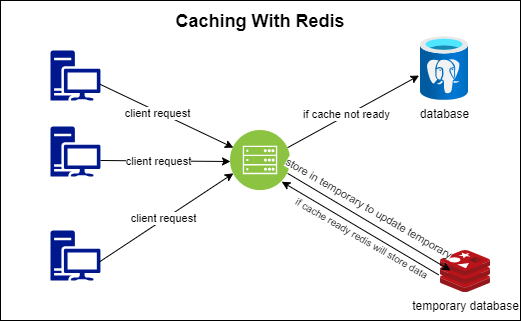 Caching With Redis
client request
if cache not ready
database
client request
store in temporary to update temporary
client request
if cache ready redis will store data
temporary database